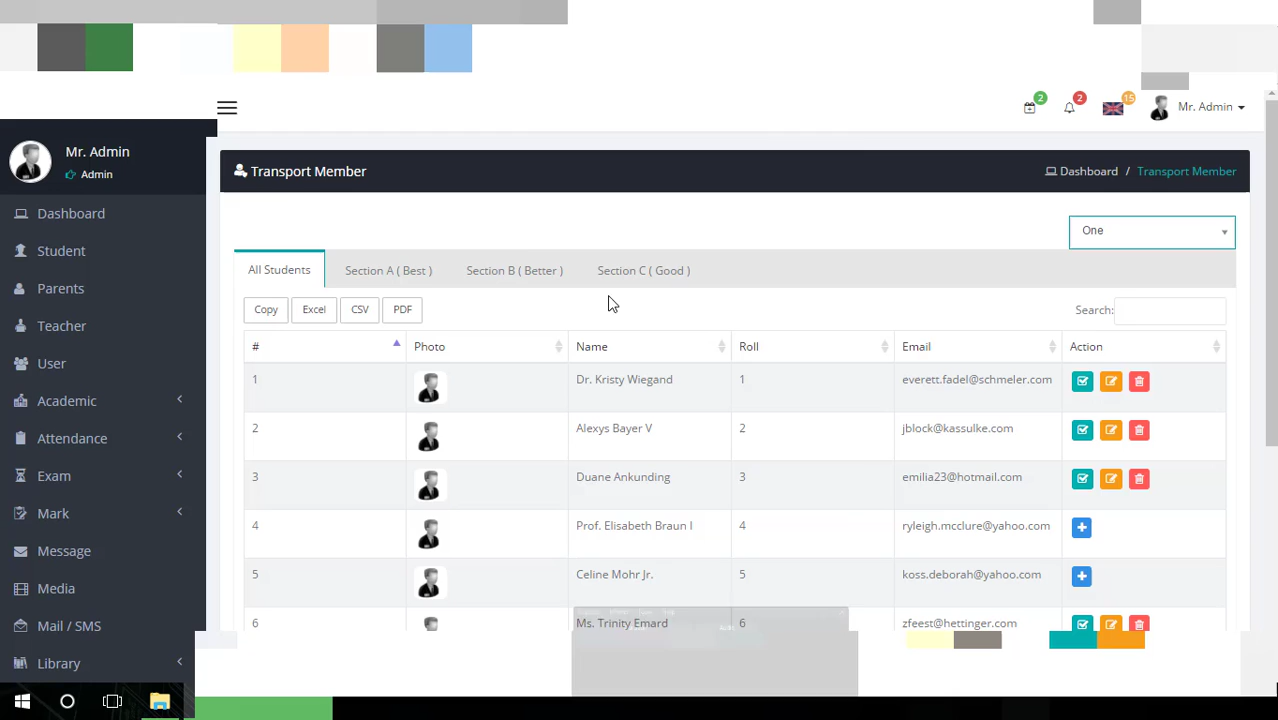 2
2
15
Mr. Admin
Mr. Admin
Admin
Dashboard
Student
Parents
Teacher
User
Academic
Attendance
Exam
Mark
Message
Media
Mail / SMS
Library
Transport Member
Dashboard / Transport Member
One
All Students Section A ( Best ) Section B ( Better ) Section C ( Good )
Copy Excel CSV PDF Search:
# Photo Name Roll Email Action
1 Dr. Kristy Wiegand 1 everett.fadel@schmeler.com
2 Alexys Bayer V 2 jblock@kassulke.com
3 Duane Ankunding 3 emilia23@hotmail.com
4 Prof. Elisabeth Braun I 4 ryleigh.mcclure@yahoo.com
5 Celine Mohr Jr. 5 koss.deborah@yahoo.com
6 Ms. Trinity Emard 6 zfeest@hettinger.com